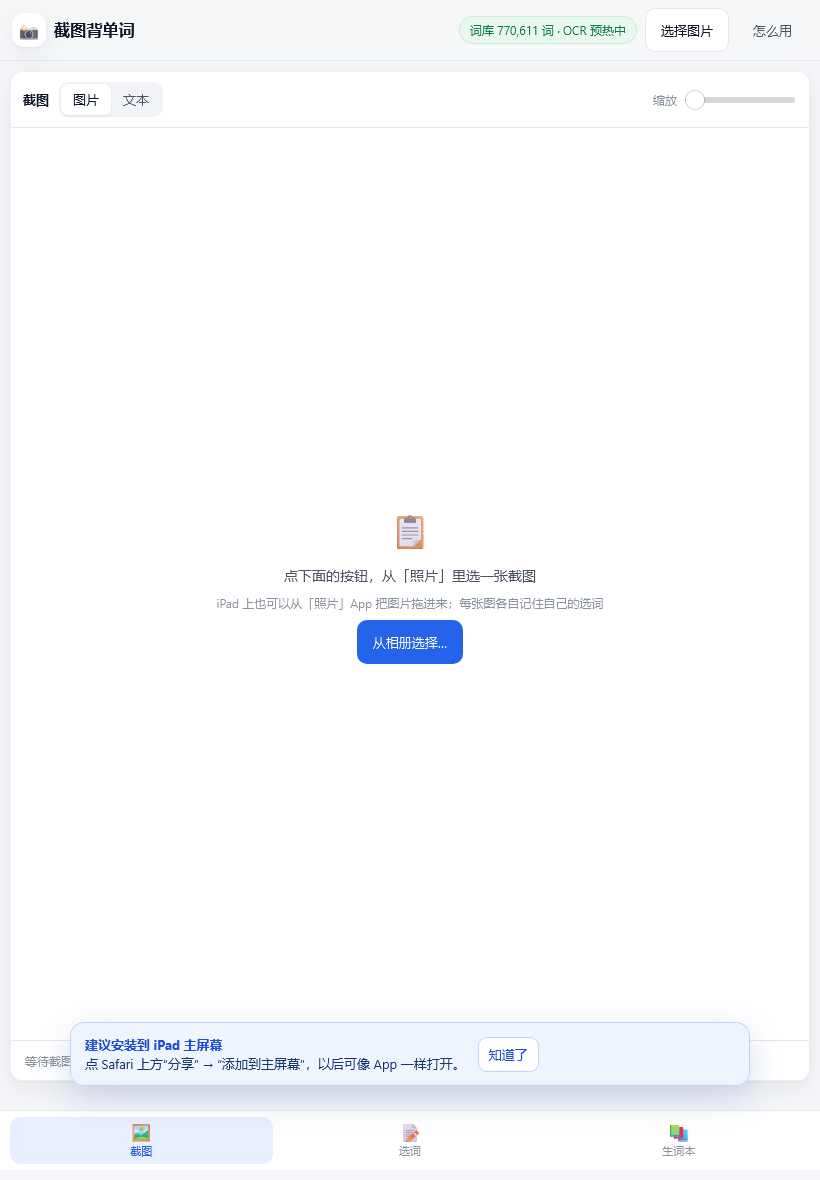 截图背单词
词库 770,611 词 · OCR 预热中
选择图片
怎么用
截图
图片
文本
缩放
点下面的按钮，从「照片」里选一张截图
iPad 上也可以从「照片」App 把图片拖进来；每张图各自记住自己的选词
从相册选择...
等待截图
建议安装到 iPad 主屏幕
点 Safari 上方“分享” → “添加到主屏幕”，以后可像 App 一样打开。
知道了
截图
选词
生词本